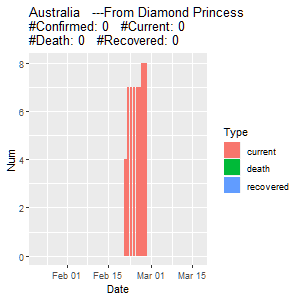 Australia ---From Diamond Princess
#Confirmed: 0 #Current: 0
#Death: 0 #Recovered: 0
8
6
4
2
0
Num
Feb 01 Feb 15 Mar 01 Mar 15
Date
Type
current
death
recovered